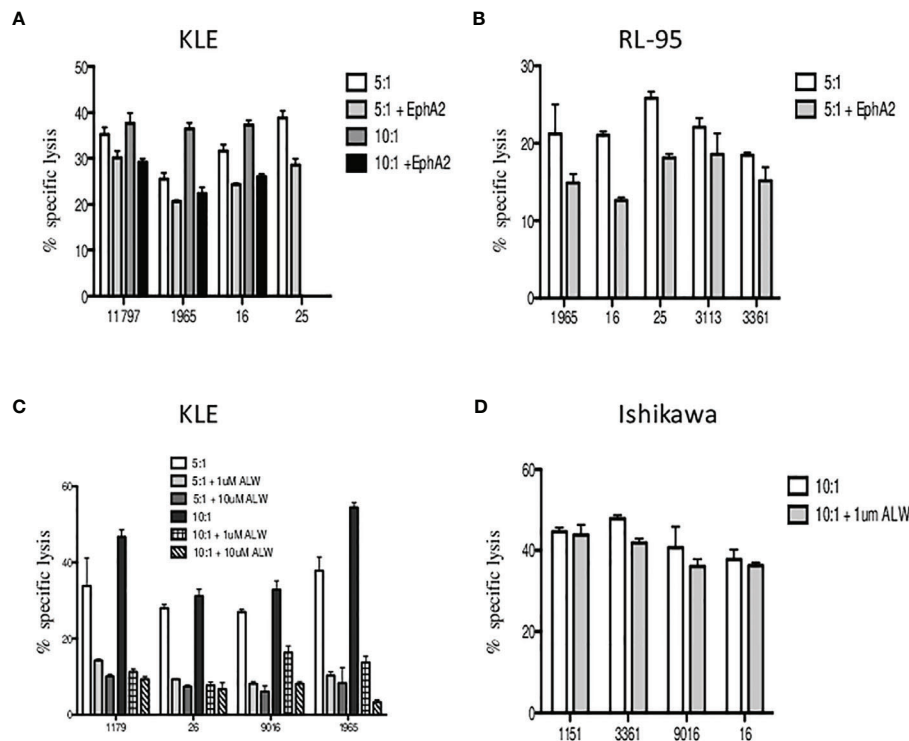 A
KLE
% specific lysis
50
40
30
20
10
0
11797
1965
16
25
5:1
5:1 + EphA2
10:1
10:1 +EphA2
B
RL-95
% specific lysis
30
20
10
0
1965
16
25
3113
3361
5:1
5:1 + EphA2
C
KLE
% specific lysis
60
40
20
0
1179
26
9016
1965
5:1
5:1 + 1uM ALW
5:1 + 10uM ALW
10:1
10:1 + 1uM ALW
10:1 + 10uM ALW
D
Ishikawa
% specific lysis
60
40
20
0
1151
3361
9016
16
10:1
10:1 + 1um ALW